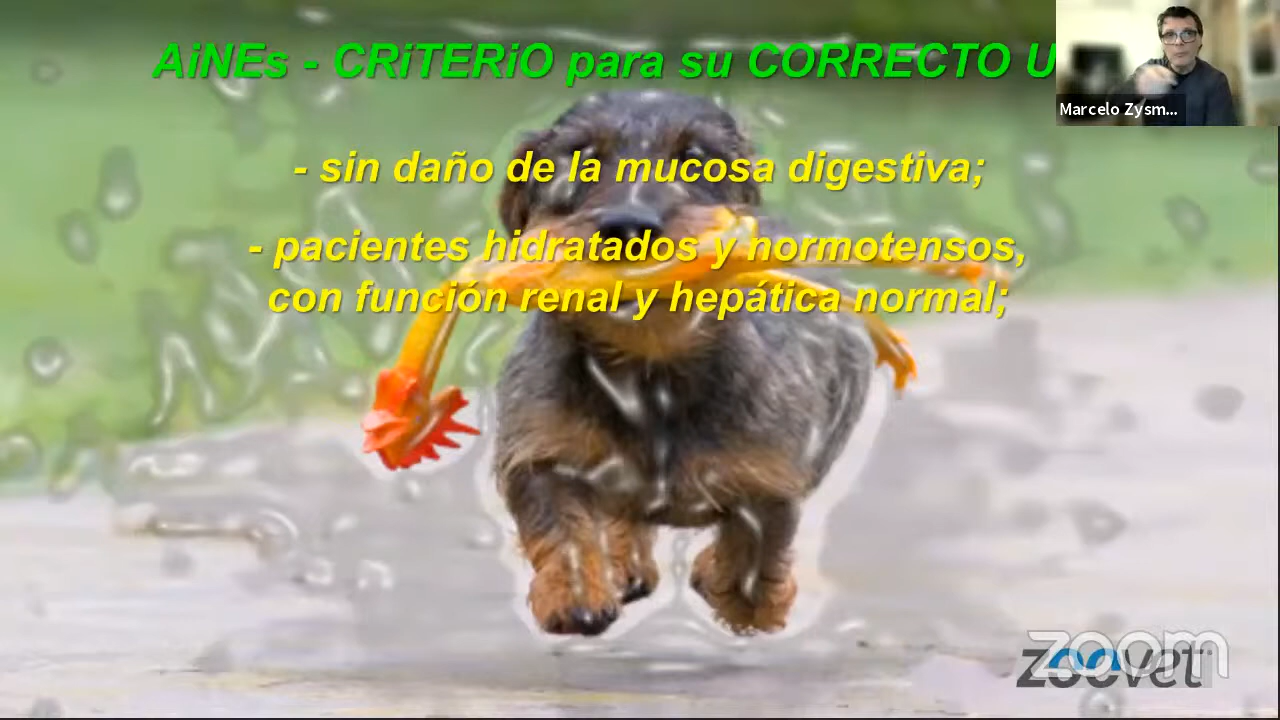 AiNEs - CRiTERiO para su CORRECTO U
Marcelo Zysm...
- sin daño de la mucosa digestiva;
- pacientes hidratados y normotensos,
con función renal y hepática normal;
zoom
zoovet